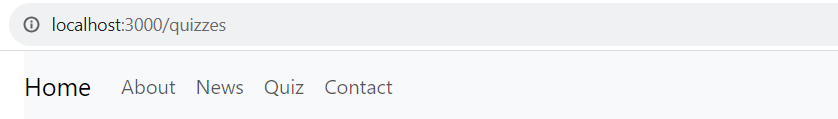 localhost:3000/quizzes
Home About News Quiz Contact